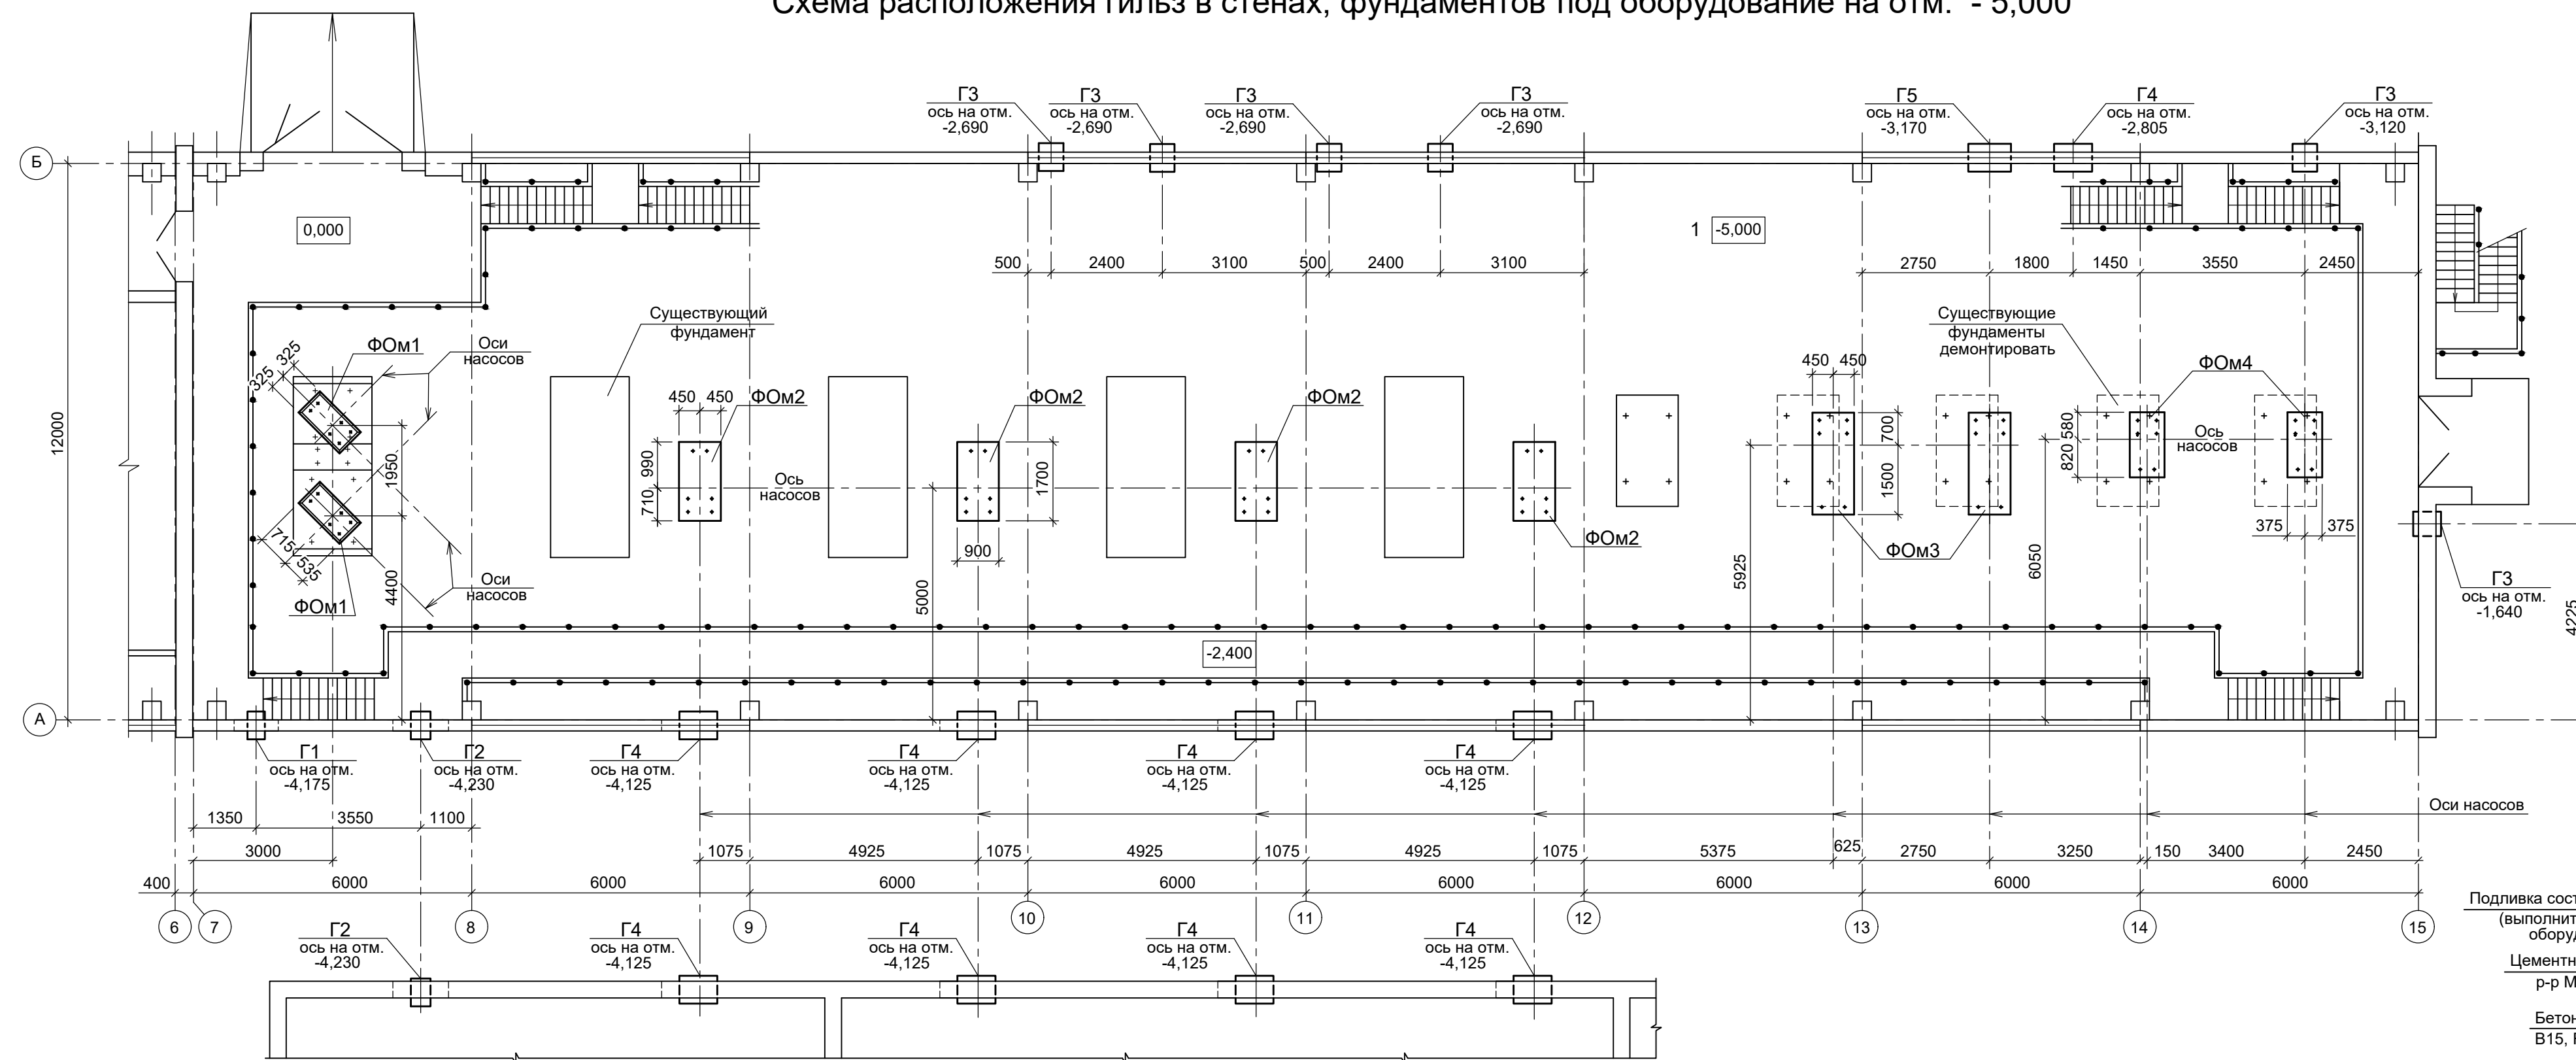 Схема расположения гильз в стенах, фундаментов под оборудование на отм. - 5,000
Г3
ось на отм.
-2,690
Г3
ось на отм.
-2,690
Г3
ось на отм.
-2,690
Г3
ось на отм.
-2,690
Г5
ось на отм.
-3,170
Г4
ось на отм.
-2,805
Г3
ось на отм.
-3,120
Б
0,000
1
-5,000
500
2400
3100
500
2400
3100
2750
1800
1450
3550
2450
12000
Существующий
фундамент
Существующие
фундаменты
демонтировать
325
325
ФОм1
Оси
насосов
450
450
ФОм2
ФОм2
ФОм2
450
450
ФОм4
990
710
Ось
насосов
1700
700
1500
820
580
Ось
насосов
1950
715
535
4400
ФОм1
Оси
насосов
900
5000
ФОм2
5925
ФОм3
6050
375
375
Г3
ось на отм.
-1,640
4225
-2,400
А
Г1
ось на отм.
-4,175
Г2
ось на отм.
-4,230
Г4
ось на отм.
-4,125
Г4
ось на отм.
-4,125
Г4
ось на отм.
-4,125
Г4
ось на отм.
-4,125
Оси насосов
1350
3550
1100
3000
1075
4925
1075
4925
1075
4925
1075
5375
625
2750
3250
150
3400
2450
400
6000
6000
6000
6000
6000
6000
6000
6000
6
7
8
9
10
11
12
13
14
15
Г2
ось на отм.
-4,230
Г4
ось на отм.
-4,125
Г4
ось на отм.
-4,125
Г4
ось на отм.
-4,125
Г4
ось на отм.
-4,125
Подливка сост
(выполнит
оборуд
Цементн
р-р М
Бетон
В15,